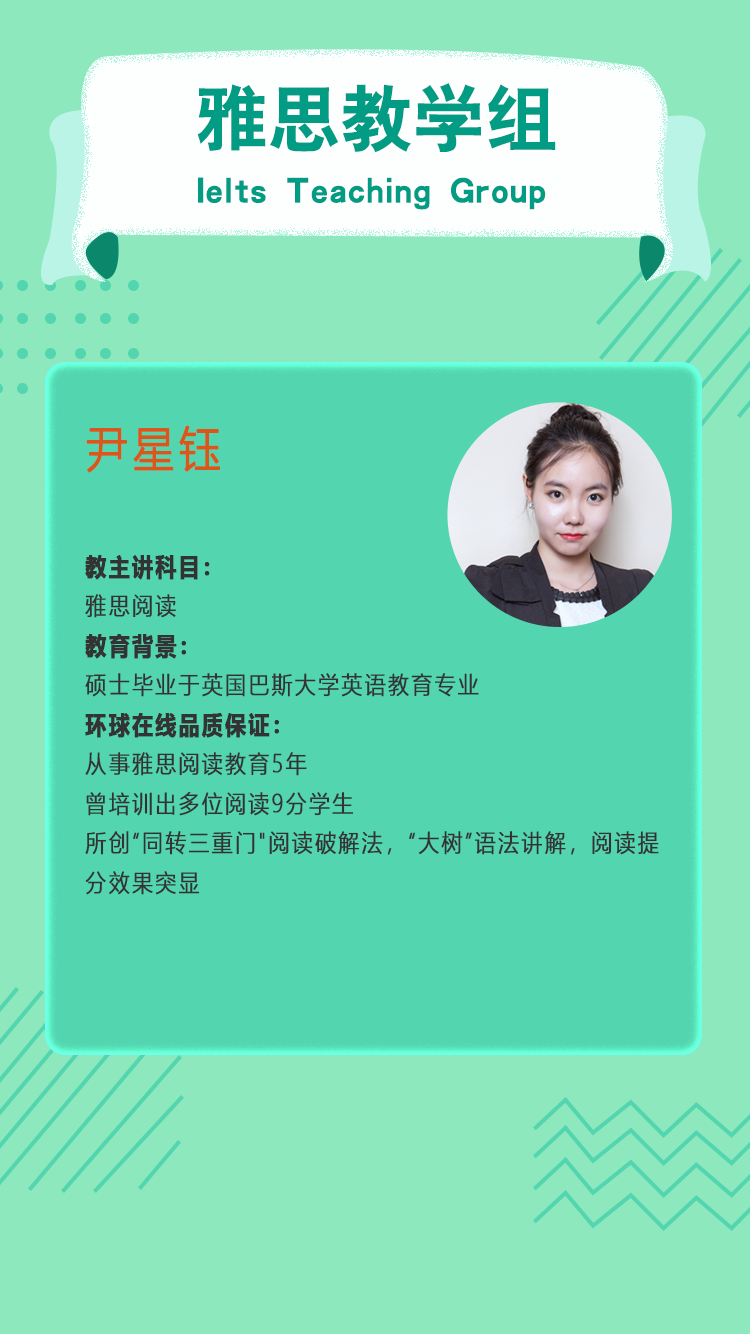 雅思教学组
Ielts Teaching Group
尹星钰
教主讲科目：
雅思阅读
教育背景：
硕士毕业于英国巴斯大学英语教育专业
环球在线品质保证：
从事雅思阅读教育5年
曾培训出多位阅读9分学生
所创“同转三重门"阅读破解法，“大树”语法讲解，阅读提
分效果突显